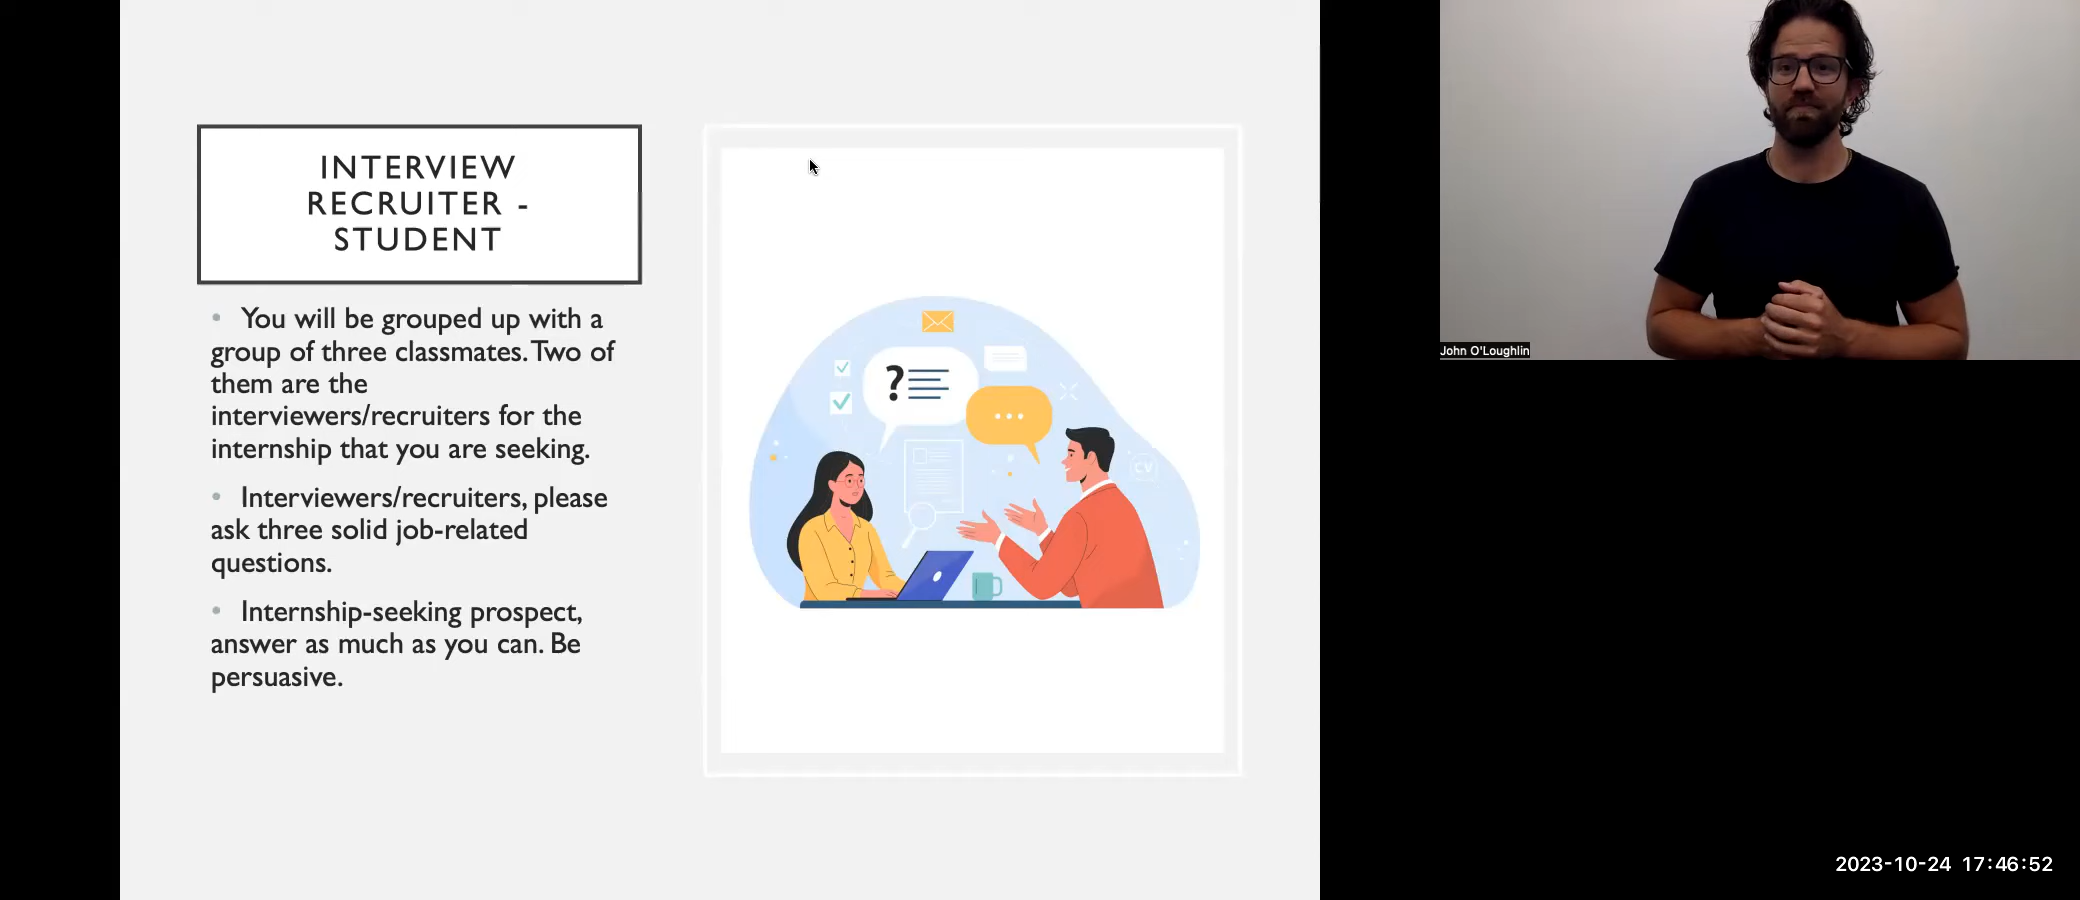 INTERVIEW
RECRUITER -
STUDENT
• You will be grouped up with a
group of three classmates. Two of
them are the
interviewers/recruiters for the
internship that you are seeking.
• Interviewers/recruiters, please
ask three solid job-related
questions.
• Internship-seeking prospect,
answer as much as you can. Be
persuasive.
?
CV
John O'Loughlin
2023-10-24 17:46:52